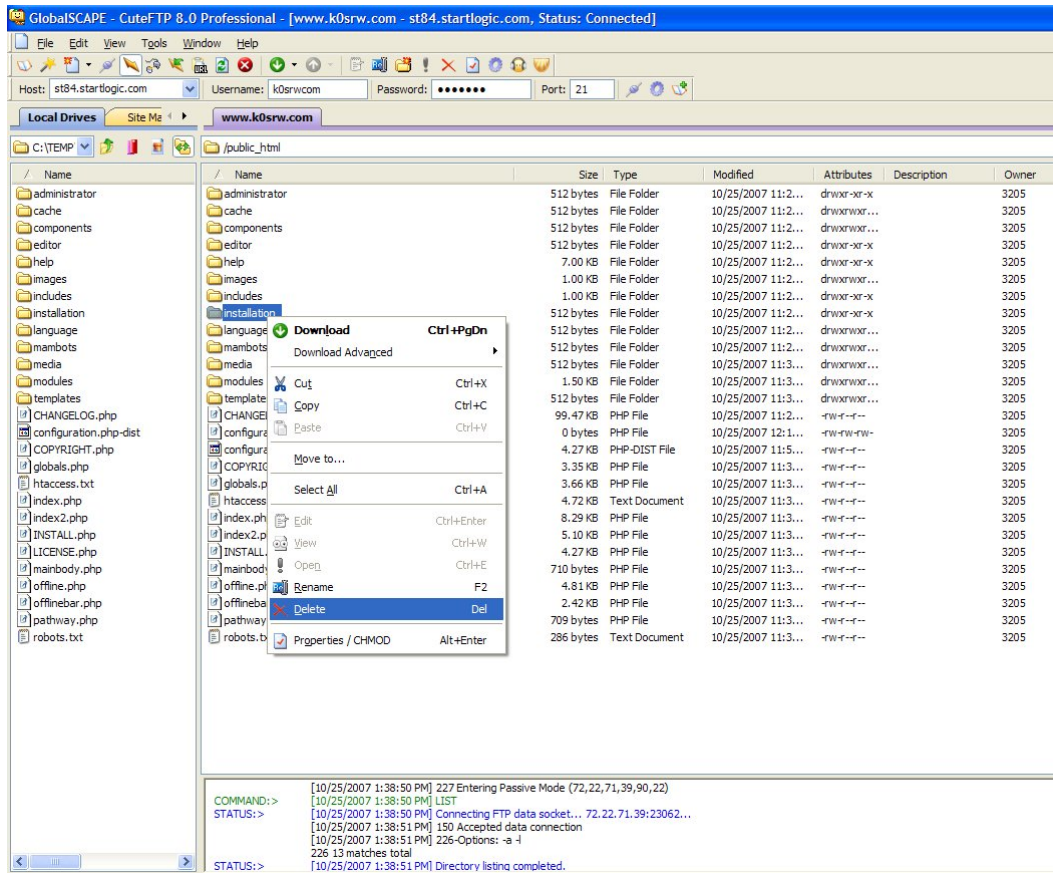 GlobalSCAPE - CuteFTP 8.0 Professional - [www.k0srw.com - st84.startlogic.com, Status: Connected]
File Edit View Tools Window Help
Host: st84.startlogic.com Username: k0srwcom Password: ••••••• Port: 21
Local Drives Site Ma www.k0srw.com
C:\TEMP /public_html
/ Name / Name Size Type Modified Attributes Description Owner
administrator administrator 512 bytes File Folder 10/25/2007 11:2... drwxr-xr-x 3205
cache cache 512 bytes File Folder 10/25/2007 11:2... drwxrwxr... 3205
components components 512 bytes File Folder 10/25/2007 11:2... drwxrwxr... 3205
editor editor 512 bytes File Folder 10/25/2007 11:2... drwxr-xr-x 3205
help help 7.00 KB File Folder 10/25/2007 11:2... drwxr-xr-x 3205
images images 1.00 KB File Folder 10/25/2007 11:2... drwxrwxr... 3205
includes includes 1.00 KB File Folder 10/25/2007 11:2... drwxr-xr-x 3205
installation installation 512 bytes File Folder 10/25/2007 11:2... drwxr-xr-x 3205
language language 512 bytes File Folder 10/25/2007 11:2... drwxrwxr... 3205
mambots mambots 512 bytes File Folder 10/25/2007 11:2... drwxrwxr... 3205
media media 512 bytes File Folder 10/25/2007 11:3... drwxrwxr... 3205
modules modules 1.50 KB File Folder 10/25/2007 11:3... drwxrwxr... 3205
templates template 512 bytes File Folder 10/25/2007 11:3... drwxrwxr... 3205
CHANGELOG.php CHANGE 99.47 KB PHP File 10/25/2007 11:2... -rw-r--r-- 3205
configuration.php-dist configura 0 bytes PHP File 10/25/2007 12:1... -rw-rw-rw- 3205
COPYRIGHT.php configura 4.27 KB PHP-DIST File 10/25/2007 11:5... -rw-r--r-- 3205
globals.php COPYRIG 3.35 KB PHP File 10/25/2007 11:3... -rw-r--r-- 3205
htaccess.txt globals.p 3.66 KB PHP File 10/25/2007 11:3... -rw-r--r-- 3205
index.php htaccess 4.72 KB Text Document 10/25/2007 11:3... -rw-r--r-- 3205
index2.php index.ph 8.29 KB PHP File 10/25/2007 11:3... -rw-r--r-- 3205
INSTALL.php index2.p 5.10 KB PHP File 10/25/2007 11:3... -rw-r--r-- 3205
LICENSE.php INSTALL. 4.27 KB PHP File 10/25/2007 11:3... -rw-r--r-- 3205
mainbody.php mainbod 710 bytes PHP File 10/25/2007 11:3... -rw-r--r-- 3205
offline.php offline.ph 4.81 KB PHP File 10/25/2007 11:3... -rw-r--r-- 3205
offlinebar.php offlineba 2.42 KB PHP File 10/25/2007 11:3... -rw-r--r-- 3205
pathway.php pathway 709 bytes PHP File 10/25/2007 11:3... -rw-r--r-- 3205
robots.txt robots.t 286 bytes Text Document 10/25/2007 11:3... -rw-r--r-- 3205
Download Ctrl+PgDn
Download Advanced
Cut Ctrl+X
Copy Ctrl+C
Paste Ctrl+V
Move to...
Select All Ctrl+A
Edit Ctrl+Enter
View Ctrl+W
Open Ctrl+E
Rename F2
Delete Del
Properties / CHMOD Alt+Enter
[10/25/2007 1:38:50 PM] 227 Entering Passive Mode (72,22,71,39,90,22)
COMMAND:> [10/25/2007 1:38:50 PM] LIST
STATUS:> [10/25/2007 1:38:50 PM] Connecting FTP data socket... 72.22.71.39:23062...
[10/25/2007 1:38:51 PM] 150 Accepted data connection
[10/25/2007 1:38:51 PM] 226-Options: -a -l
226 13 matches total
STATUS:> [10/25/2007 1:38:51 PM] Directory listing completed.